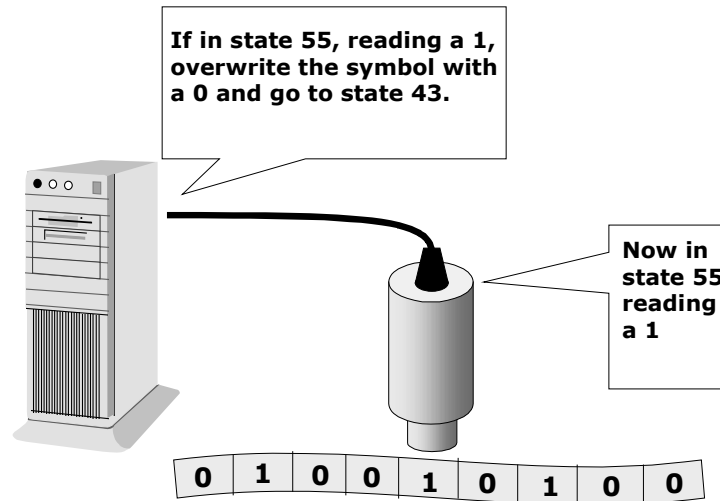 If in state 55, reading a 1,
overwrite the symbol with
a 0 and go to state 43.
Now in
state 55
reading
a 1
0 1 0 0 1 0 1 0 0